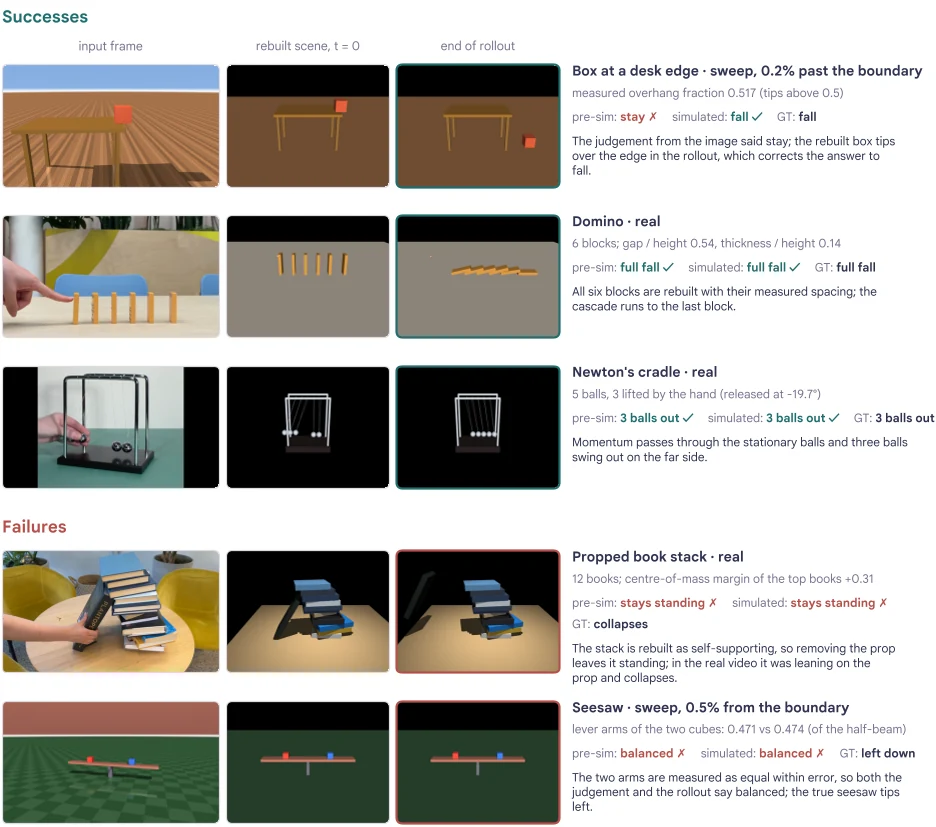 Successes
input frame
rebuilt scene, t = 0
end of rollout
Box at a desk edge · sweep, 0.2% past the boundary
measured overhang fraction 0.517 (tips above 0.5)
pre-sim: stay ✗ simulated: fall ✓ GT: fall
The judgement from the image said stay; the rebuilt box tips
over the edge in the rollout, which corrects the answer to
fall.
Domino · real
6 blocks; gap / height 0.54, thickness / height 0.14
pre-sim: full fall ✓ simulated: full fall ✓ GT: full fall
All six blocks are rebuilt with their measured spacing; the
cascade runs to the last block.
Newton's cradle · real
5 balls, 3 lifted by the hand (released at -19.7°)
pre-sim: 3 balls out ✓ simulated: 3 balls out ✓ GT: 3 balls out
Momentum passes through the stationary balls and three balls
swing out on the far side.
Failures
Propped book stack · real
12 books; centre-of-mass margin of the top books +0.31
pre-sim: stays standing ✗ simulated: stays standing ✗
GT: collapses
The stack is rebuilt as self-supporting, so removing the prop
leaves it standing; in the real video it was leaning on the
prop and collapses.
Seesaw · sweep, 0.5% from the boundary
lever arms of the two cubes: 0.471 vs 0.474 (of the half-beam)
pre-sim: balanced ✗ simulated: balanced ✗ GT: left down
The two arms are measured as equal within error, so both the
judgement and the rollout say balanced; the true seesaw tips
left.